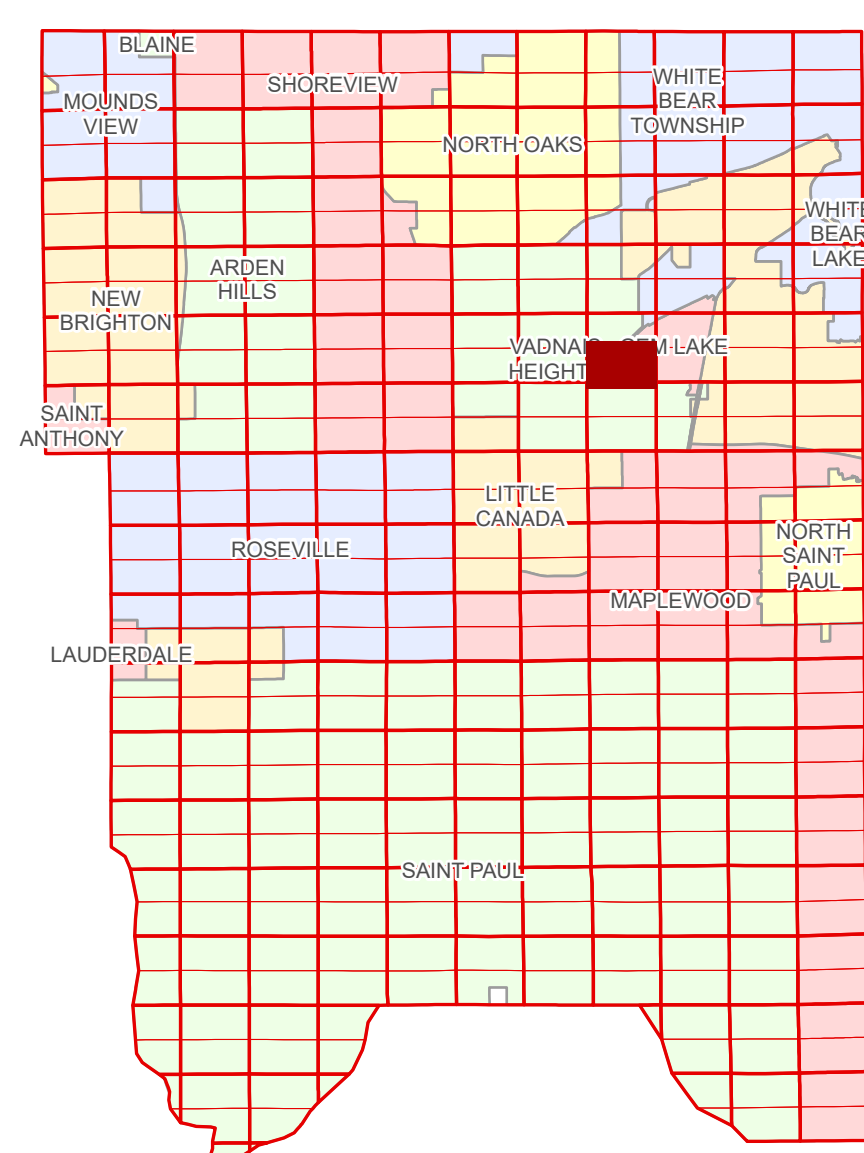 BLAINE
SHOREVIEW
WHITE
BEAR
TOWNSHIP
MOUNDS
VIEW
NORTH OAKS
WHITE
BEAR
LAKE
ARDEN
HILLS
NEW
BRIGHTON
VADNAIS
HEIGHT
GEM LAKE
SAINT
ANTHONY
LITTLE
CANADA
NORTH
SAINT
PAUL
ROSEVILLE
MAPLEWOOD
LAUDERDALE
SAINT PAUL